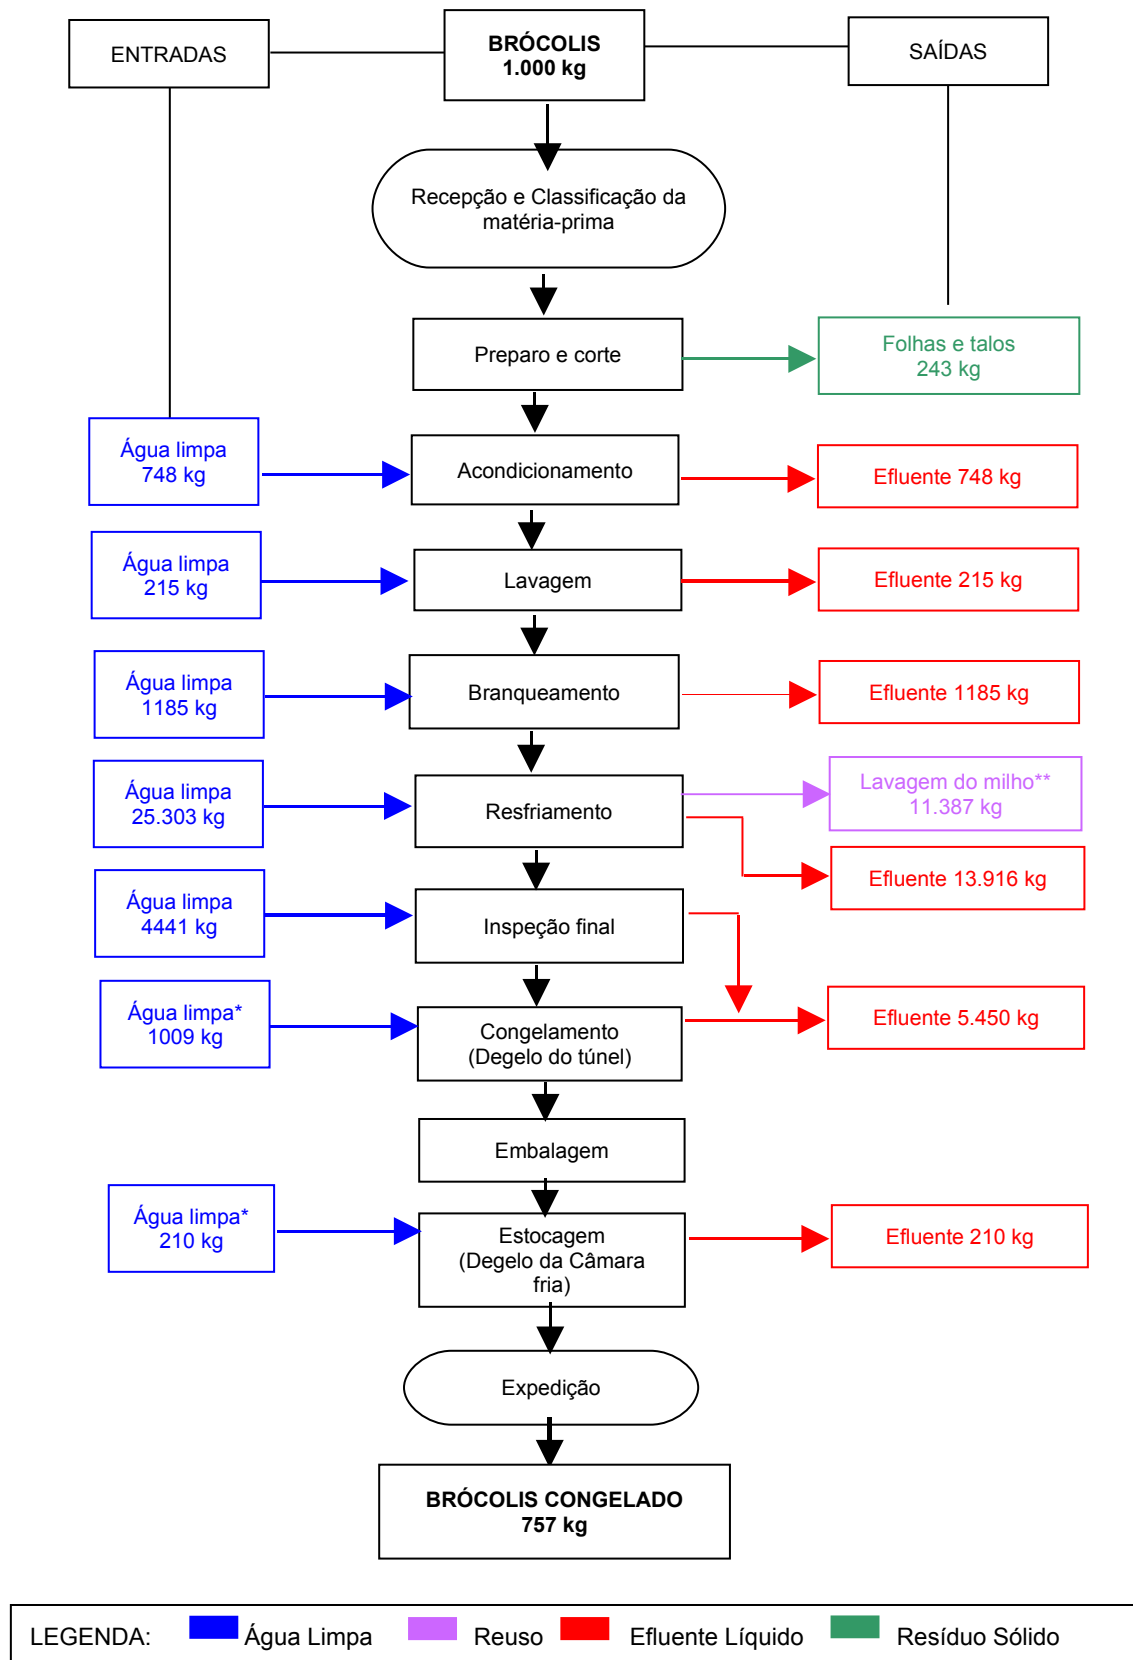 ENTRADAS
BRÓCOLIS
1.000 kg
SAÍDAS
Recepção e Classificação da
matéria-prima
Preparo e corte
Folhas e talos
243 kg
Água limpa
748 kg
Acondicionamento
Efluente 748 kg
Água limpa
215 kg
Lavagem
Efluente 215 kg
Água limpa
1185 kg
Branqueamento
Efluente 1185 kg
Água limpa
25.303 kg
Resfriamento
Lavagem do milho**
11.387 kg
Efluente 13.916 kg
Água limpa
4441 kg
Inspeção final
Água limpa*
1009 kg
Congelamento
(Degelo do túnel)
Efluente 5.450 kg
Embalagem
Água limpa*
210 kg
Estocagem
(Degelo da Câmara
fria)
Efluente 210 kg
Expedição
BRÓCOLIS CONGELADO
757 kg
LEGENDA: Água Limpa Reuso Efluente Líquido Resíduo Sólido